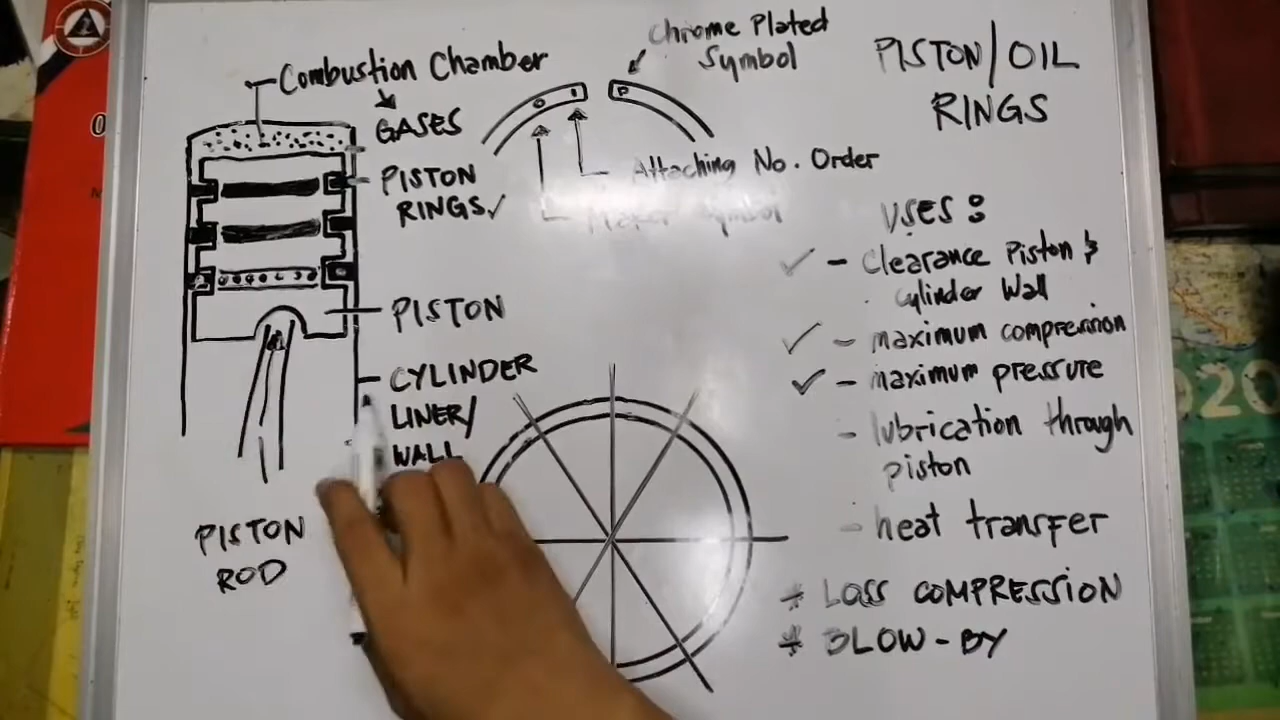 Combustion Chamber
GASES
PISTON
RINGS
PISTON
CYLINDER
LINER/
WALL
PISTON
ROD
Chrome Plated
Symbol
O I
P
Attaching No. Order
Symbol
PISTON/OIL
RINGS
USES:
- Clearance Piston &
Cylinder Wall
- maximum compression
- maximum pressure
- lubrication through
piston
- heat transfer
* LOSS COMPRESSION
* BLOW-BY